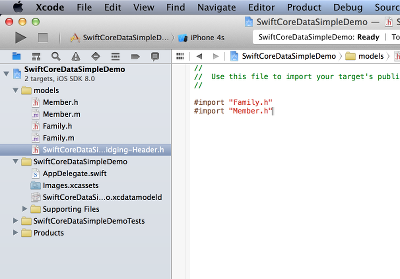 Xcode File Edit View Find Navigate Editor Product Debug Source
SwiftCoreDataSimpleDemo —
SwiftCoreDataSimpleD... iPhone 4s
SwiftCoreDataSimpleDemo: Ready
SwiftCoreDataSimpleDemo models
SwiftCoreDataSimpleDemo
2 targets, iOS SDK 8.0
models
Member.h
Member.m
Family.h
Family.m
SwiftCoreDataSi...idging-Header.h
SwiftCoreDataSimpleDemo
AppDelegate.swift
Images.xcassets
SwiftCoreDataSi...o.xcdatamodeld
Supporting Files
SwiftCoreDataSimpleDemoTests
Products
//
// Use this file to import your target's publi
//
#import "Family.h"
#import "Member.h"